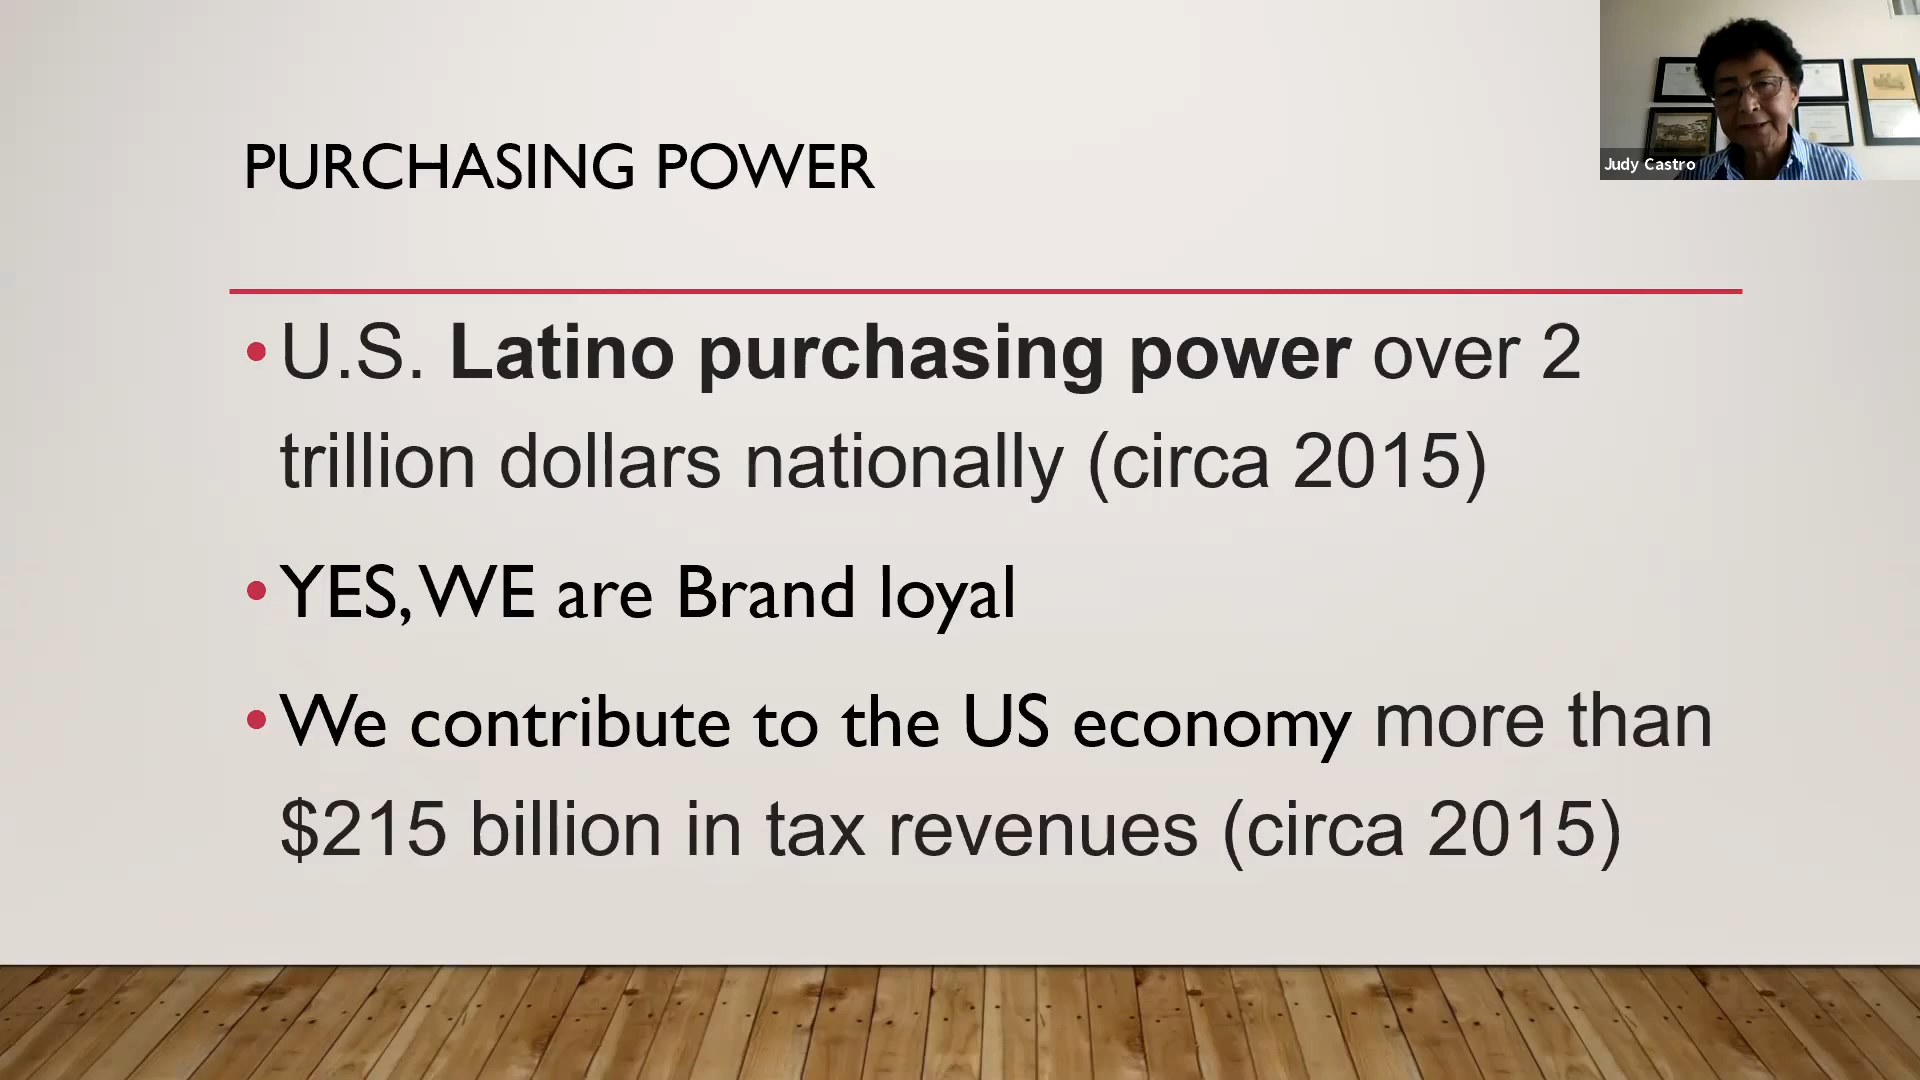 PURCHASING POWER
Judy Castro
• U.S. Latino purchasing power over 2
trillion dollars nationally (circa 2015)
• YES, WE are Brand loyal
• We contribute to the US economy more than
$215 billion in tax revenues (circa 2015)